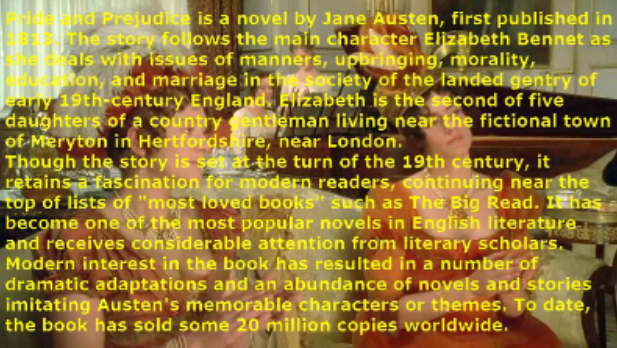 Pride and Prejudice is a novel by Jane Austen, first published in
1813. The story follows the main character Elizabeth Bennet as
she deals with issues of manners, upbringing, morality,
education, and marriage in the society of the landed gentry of
early 19th-century England. Elizabeth is the second of five
daughters of a country gentleman living near the fictional town
of Meryton in Hertfordshire, near London.
Though the story is set at the turn of the 19th century, it
retains a fascination for modern readers, continuing near the
top of lists of "most loved books" such as The Big Read. It has
become one of the most popular novels in English literature
and receives considerable attention from literary scholars.
Modern interest in the book has resulted in a number of
dramatic adaptations and an abundance of novels and stories
imitating Austen's memorable characters or themes. To date,
the book has sold some 20 million copies worldwide.